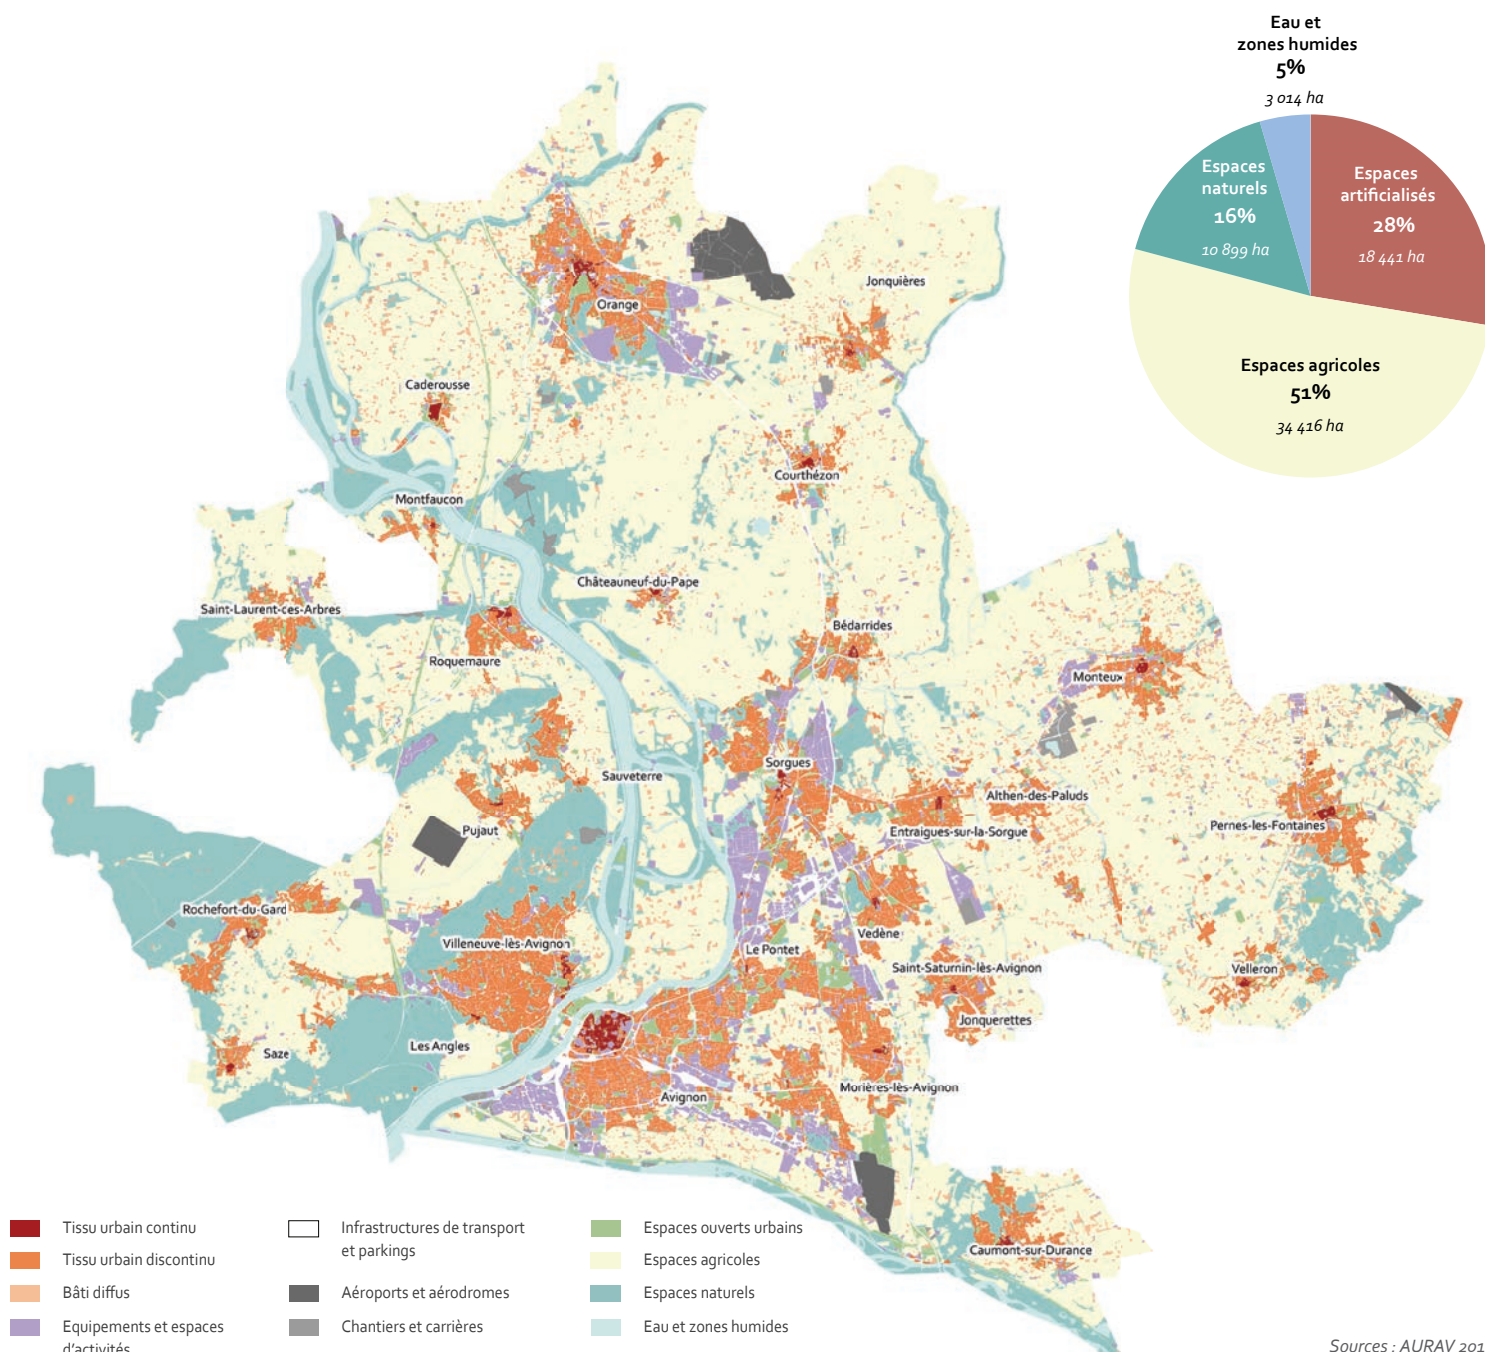 Eau et
zones humides
5%
3 014 ha
Espaces
naturels
16%
10 899 ha
Espaces
artificialisés
28%
18 441 ha
Espaces agricoles
51%
34 416 ha
Jonquières
Orange
Caderousse
Courthézon
Montfaucon
Châteauneuf-du-Pape
Saint-Laurent-des-Arbres
Bédarrides
Roquemaure
Monteux
Sorgues
Sauveterre
Althen-des-Paluds
Pujaut
Entraigues-sur-la-Sorgue
Pernes-les-Fontaines
Rochefort-du-Gard
Villeneuve-lès-Avignon
Vedène
Le Pontet
Saint-Saturnin-lès-Avignon
Velleron
Jonquerettes
Les Angles
Saze
Morières-lès-Avignon
Avignon
Caumont-sur-Durance
Tissu urbain continu
Tissu urbain discontinu
Bâti diffus
Equipements et espaces
d'activités
Infrastructures de transport
et parkings
Aéroports et aérodromes
Chantiers et carrières
Espaces ouverts urbains
Espaces agricoles
Espaces naturels
Eau et zones humides
Sources : AURAV 201